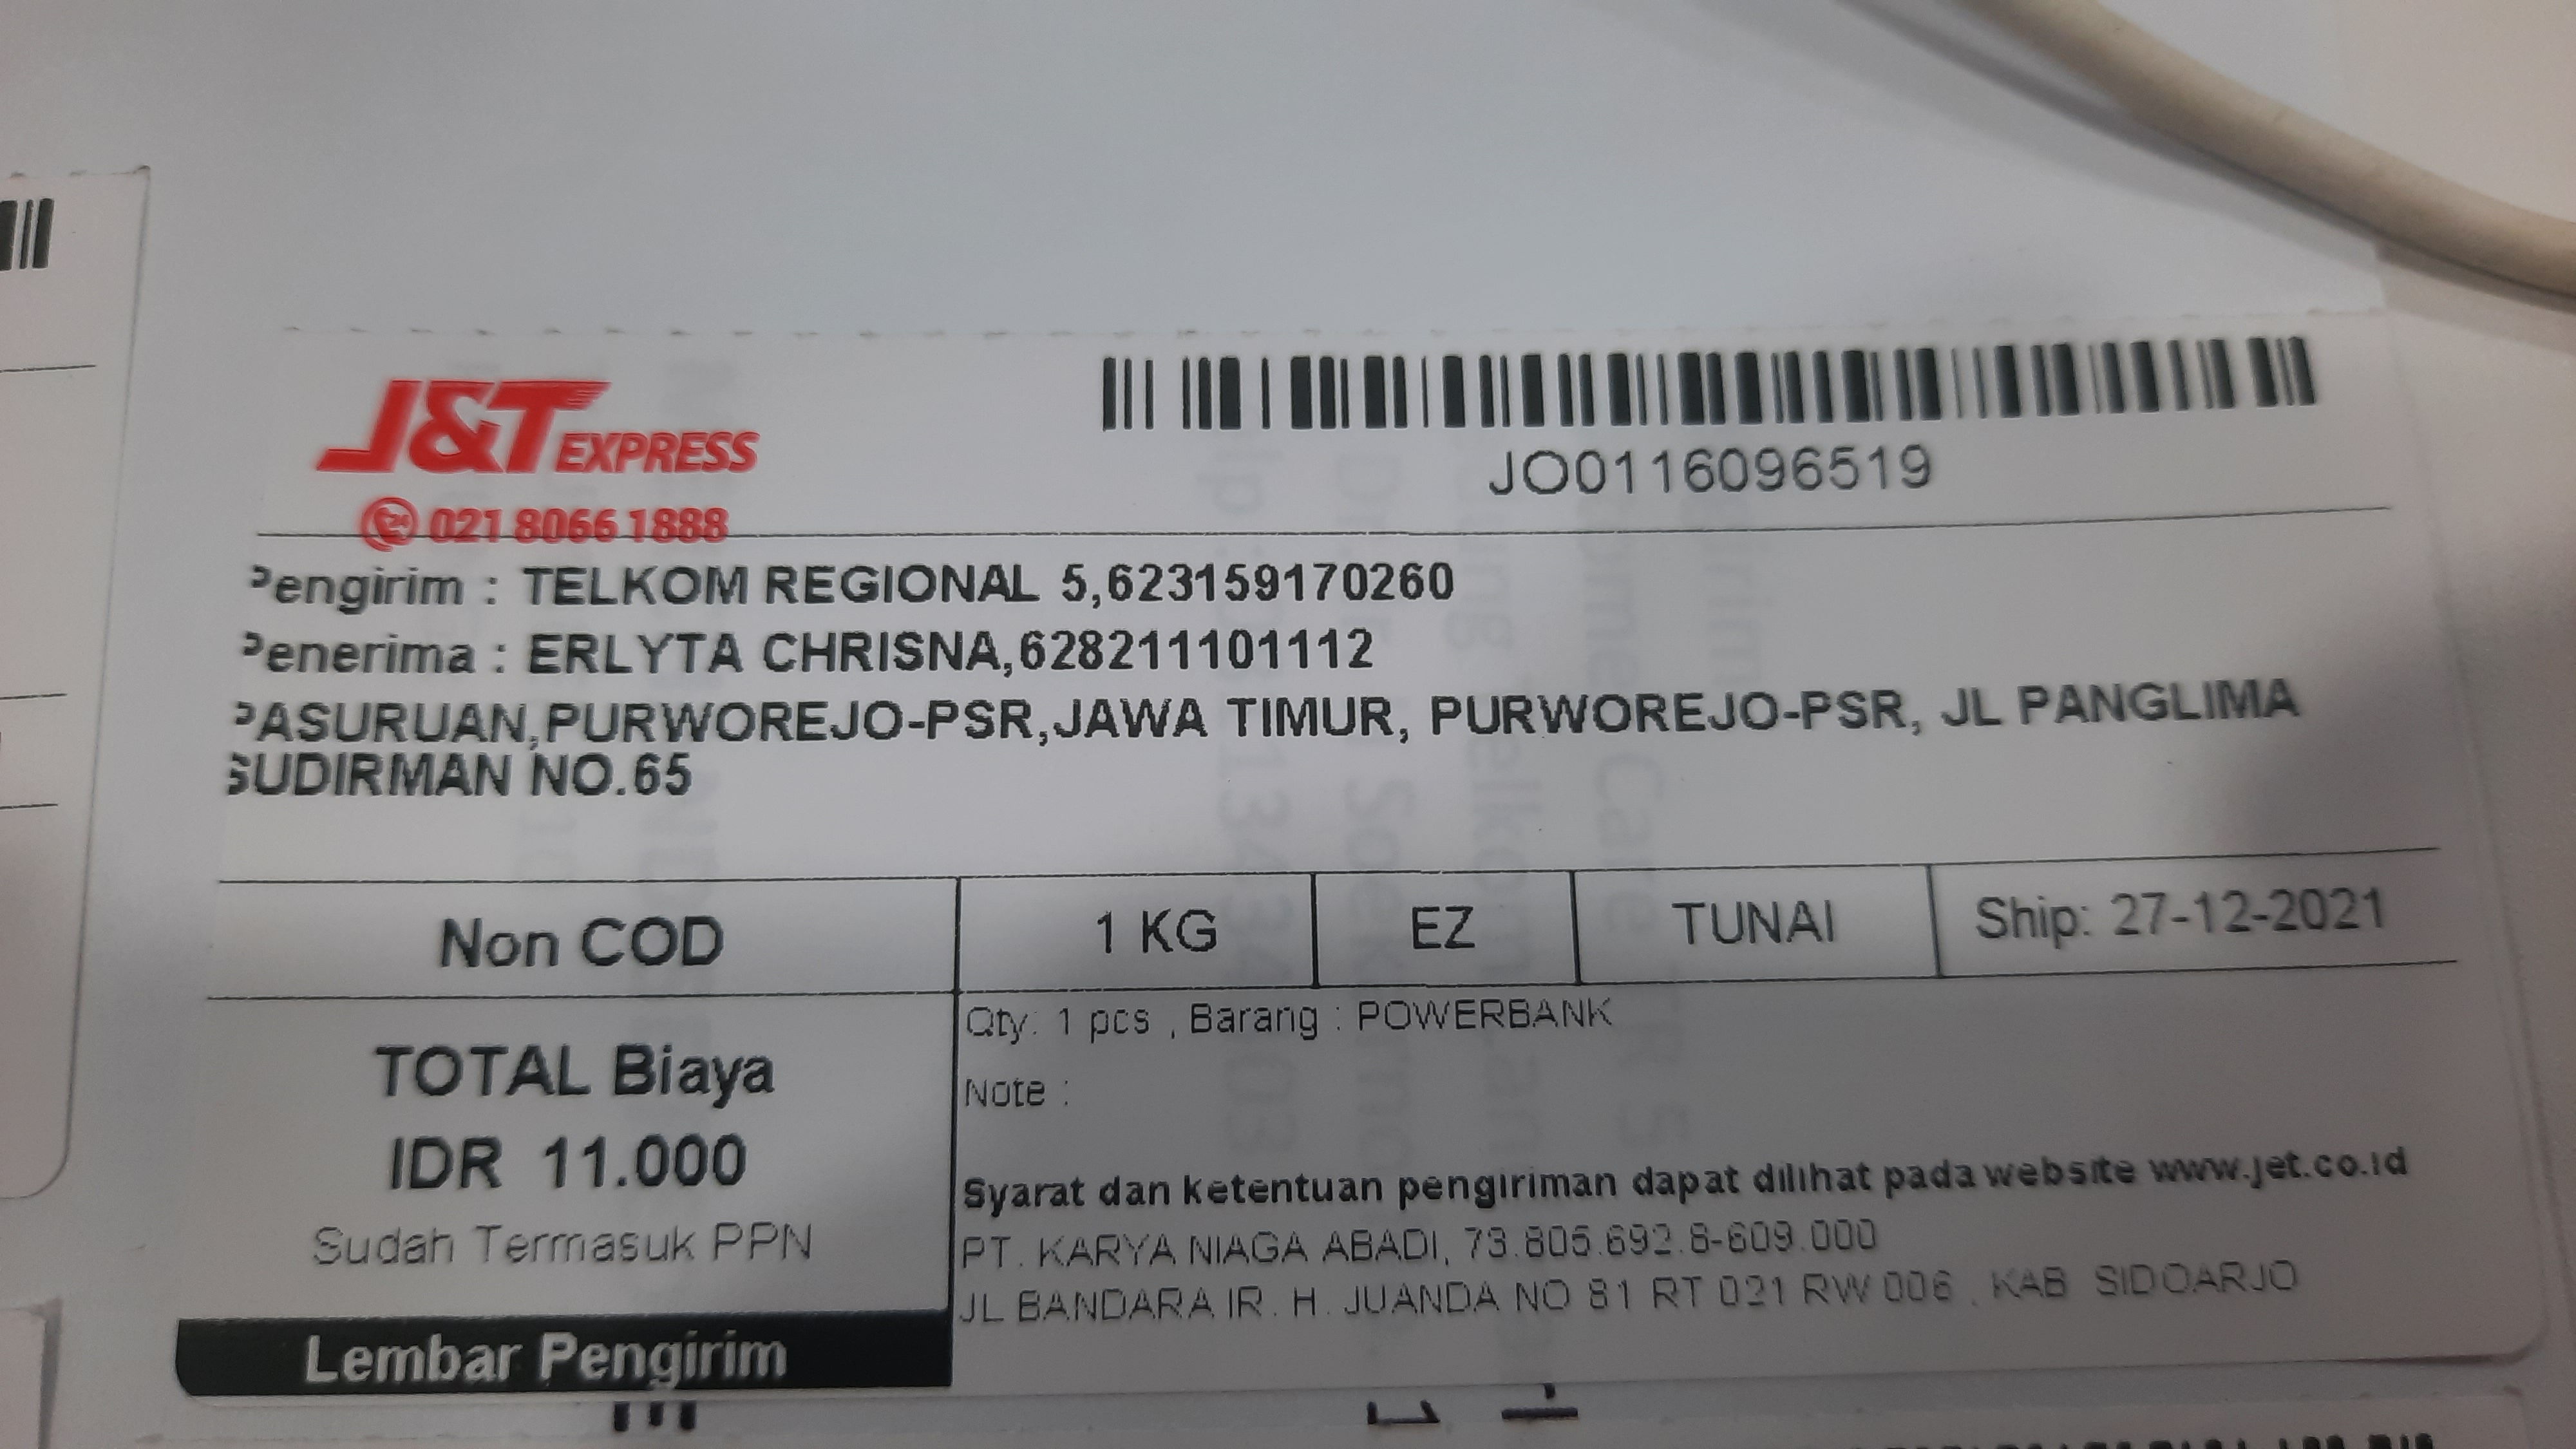 J&T EXPRESS
021 8066 1888
JO0116096519
Pengirim : TELKOM REGIONAL 5,623159170260
Penerima : ERLYTA CHRISNA,6282111101112
PASURUAN,PURWOREJO-PSR,JAWA TIMUR, PURWOREJO-PSR, JL PANGLIMA
SUDIRMAN NO.65
Non COD
1 KG
EZ
TUNAI
Ship: 27-12-2021
TOTAL Biaya
IDR 11.000
Sudah Termasuk PPN
Lembar Pengirim
Qty: 1 pcs , Barang : POWERBANK
Note :
Syarat dan ketentuan pengiriman dapat dilihat pada website www.jet.co.id
PT. KARYA NIAGA ABADI, 73.805.692.8-609.000
JL BANDARA IR. H. JUANDA NO 81 RT 021 RW 006 , KAB SIDOARJO